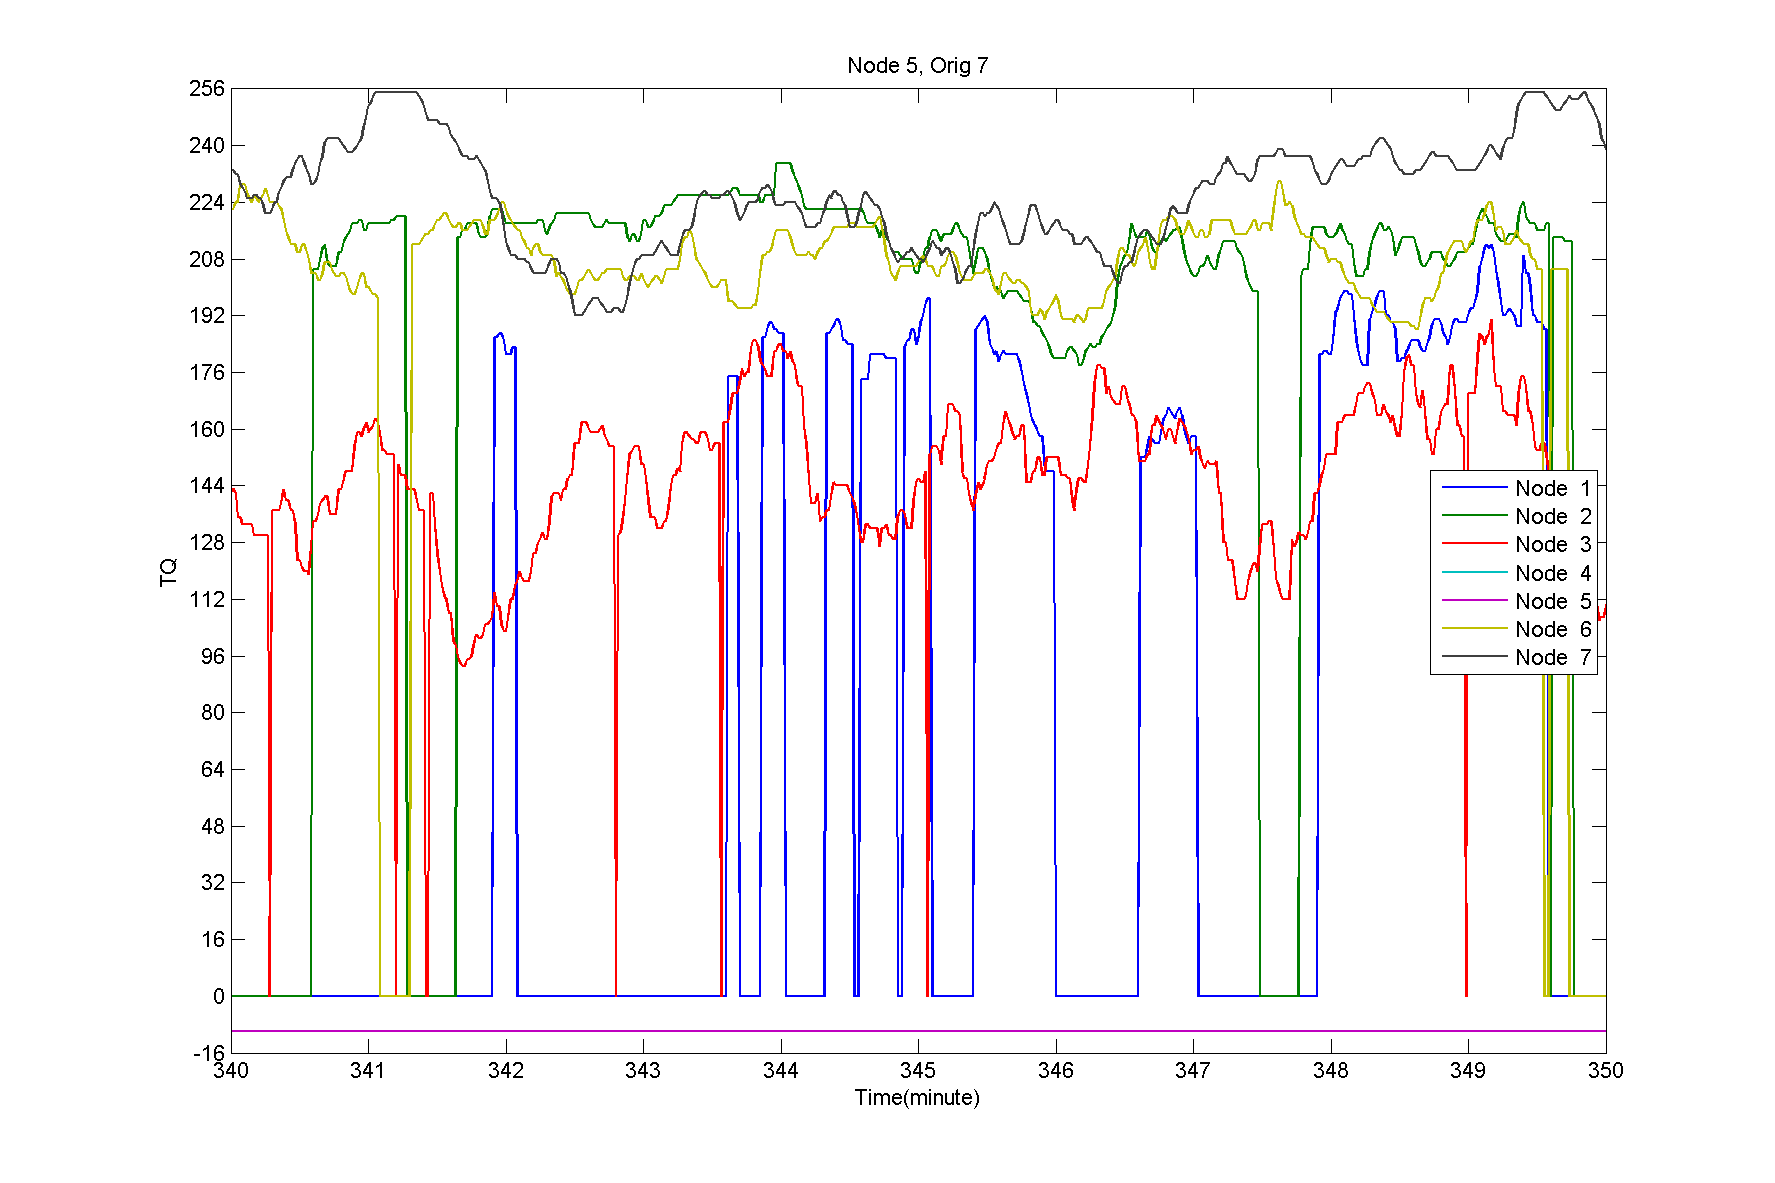 Node 5, Orig 7
256
240
224
208
192
176
160
144
128
112
96
80
64
48
32
16
0
-16
TQ
Node 1
Node 2
Node 3
Node 4
Node 5
Node 6
Node 7
340 341 342 343 344 345 346 347 348 349 350
Time(minute)